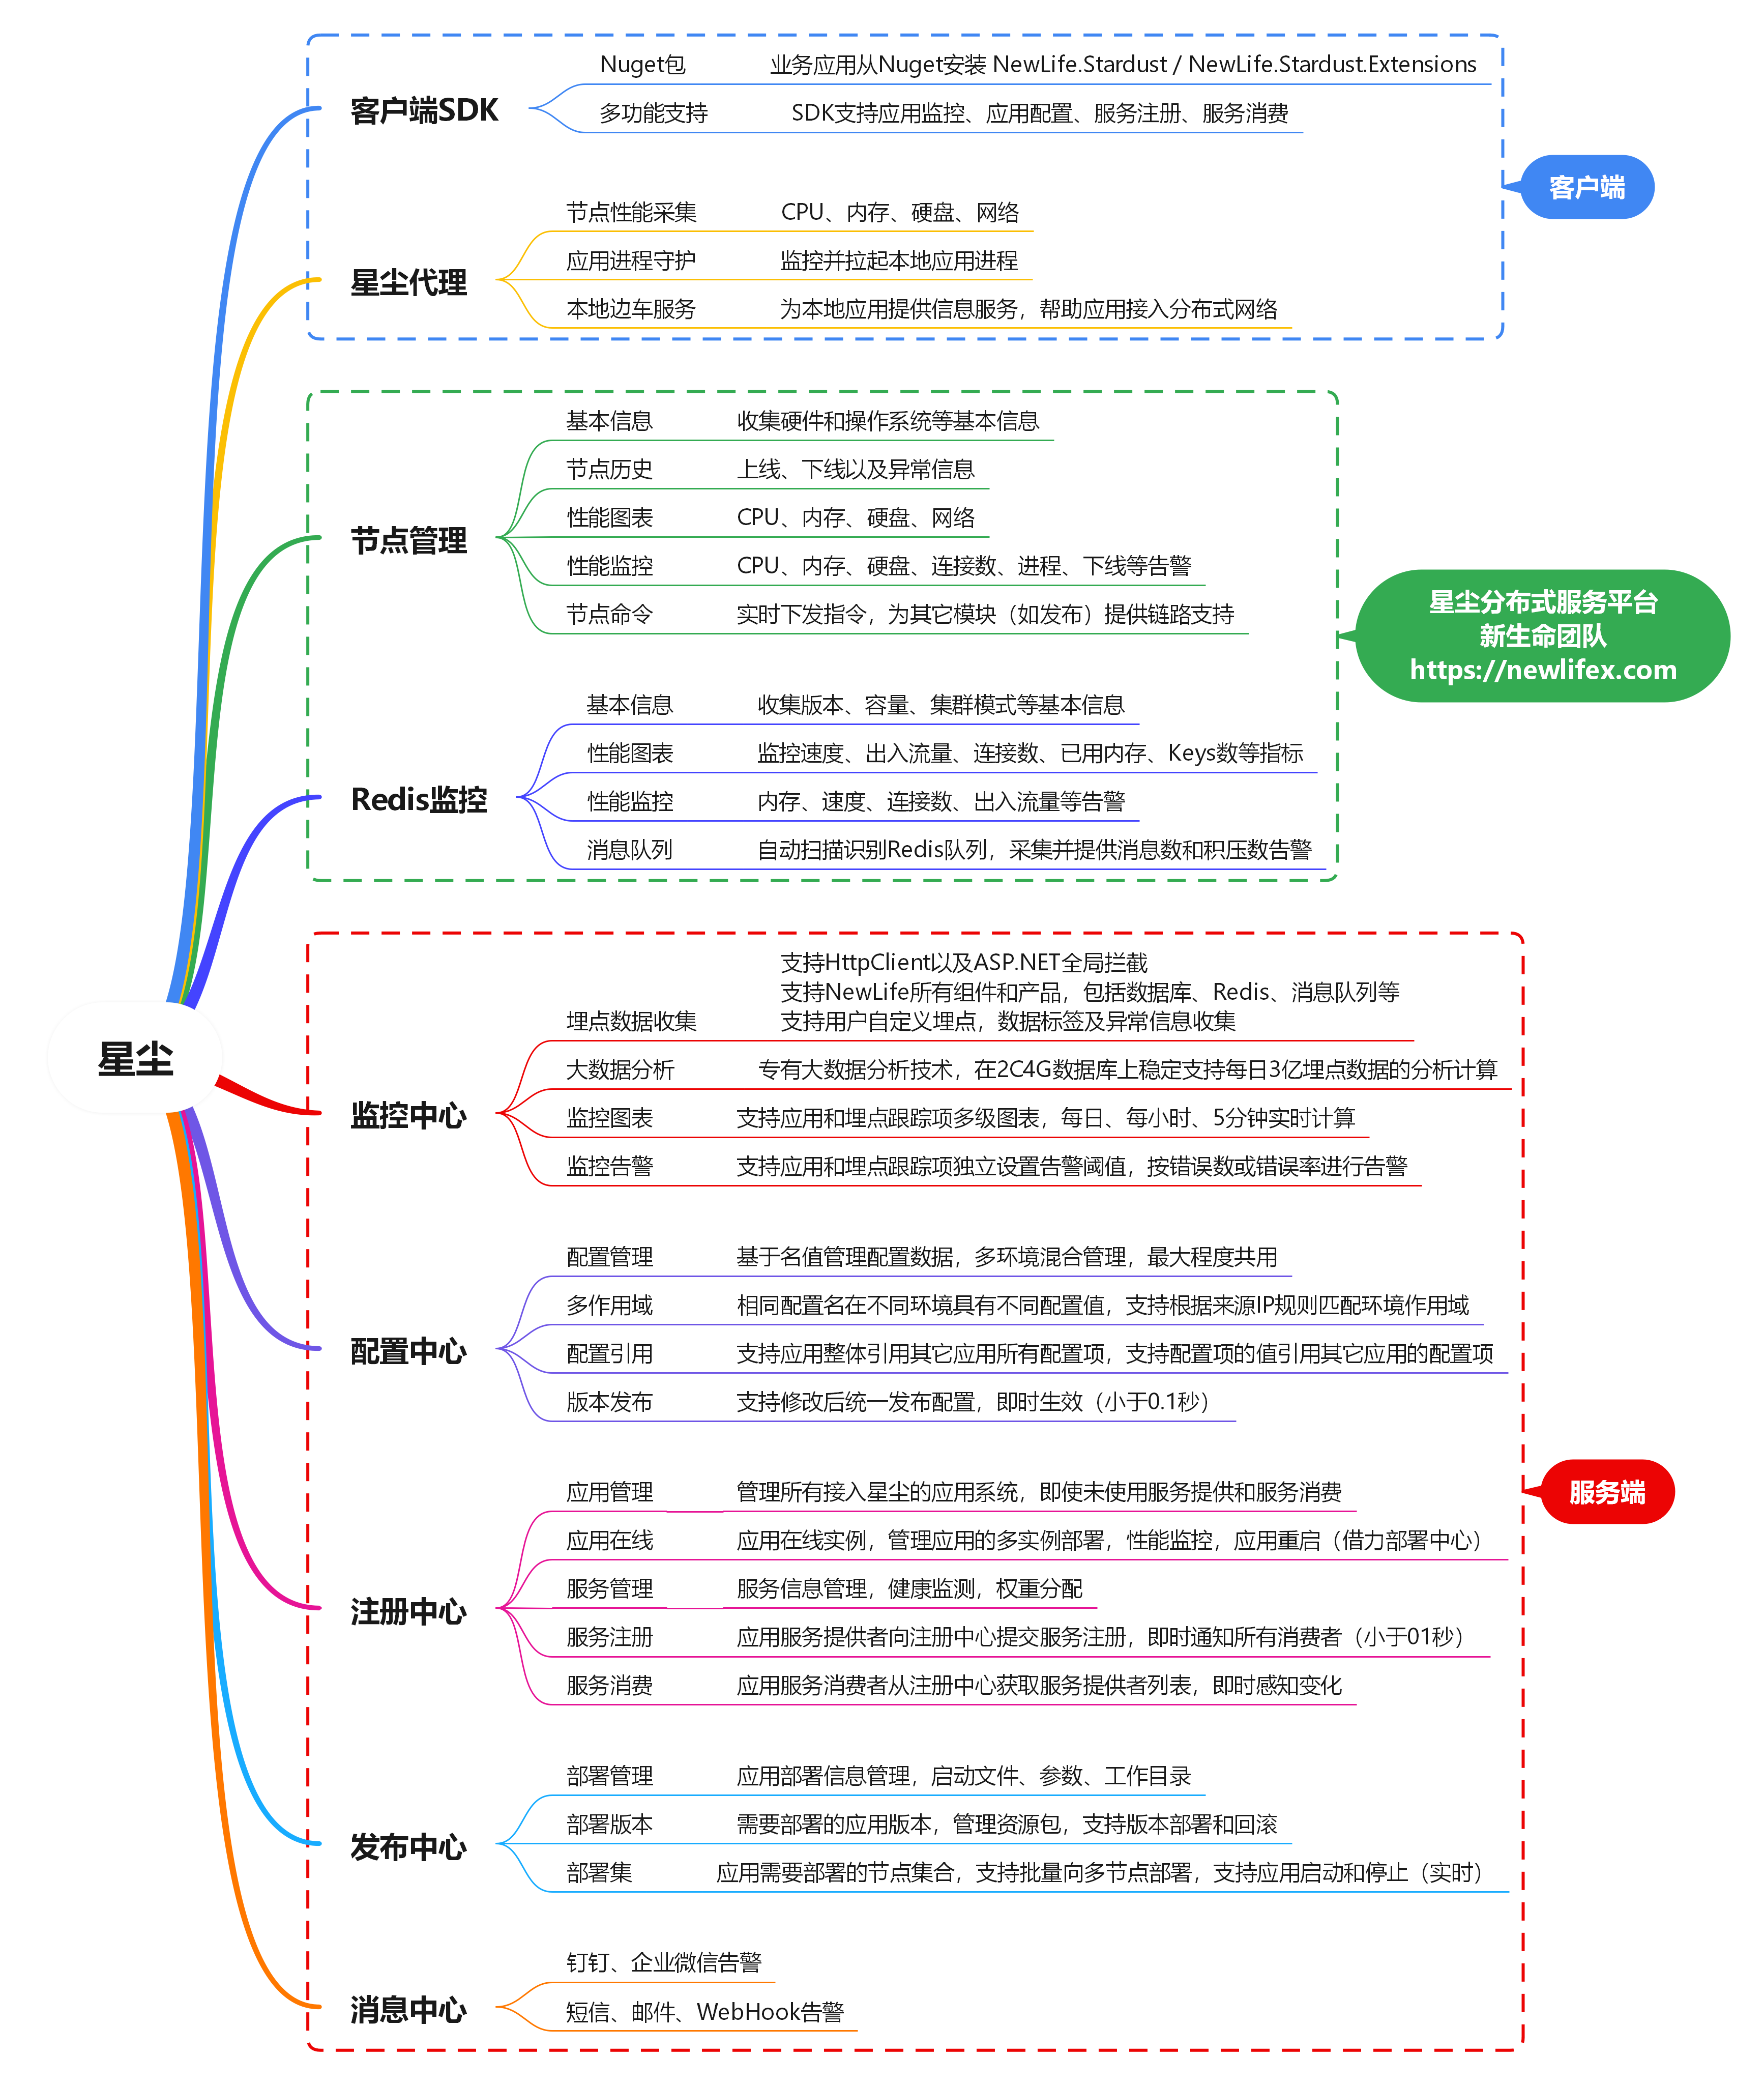 星尘
客户端SDK
Nuget包
业务应用从Nuget安装 NewLife.Stardust / NewLife.Stardust.Extensions
多功能支持
SDK支持应用监控、应用配置、服务注册、服务消费
客户端
星尘代理
节点性能采集
CPU、内存、硬盘、网络
应用进程守护
监控并拉起本地应用进程
本地边车服务
为本地应用提供信息服务，帮助应用接入分布式网络
节点管理
基本信息
收集硬件和操作系统等基本信息
节点历史
上线、下线以及异常信息
性能图表
CPU、内存、硬盘、网络
性能监控
CPU、内存、硬盘、连接数、进程、下线等告警
节点命令
实时下发指令，为其它模块（如发布）提供链路支持
星尘分布式服务平台
新生命团队
https://newlifex.com
Redis监控
基本信息
收集版本、容量、集群模式等基本信息
性能图表
监控速度、出入流量、连接数、已用内存、Keys数等指标
性能监控
内存、速度、连接数、出入流量等告警
消息队列
自动扫描识别Redis队列，采集并提供消息数和积压数告警
监控中心
埋点数据收集
支持HttpClient以及ASP.NET全局拦截
支持NewLife所有组件和产品，包括数据库、Redis、消息队列等
支持用户自定义埋点，数据标签及异常信息收集
大数据分析
专有大数据分析技术，在2C4G数据库上稳定支持每日3亿埋点数据的分析计算
监控图表
支持应用和埋点跟踪项多级图表，每日、每小时、5分钟实时计算
监控告警
支持应用和埋点跟踪项独立设置告警阈值，按错误数或错误率进行告警
配置中心
配置管理
基于名值管理配置数据，多环境混合管理，最大程度共用
多作用域
相同配置名在不同环境具有不同配置值，支持根据来源IP规则匹配环境作用域
配置引用
支持应用整体引用其它应用所有配置项，支持配置项的值引用其它应用的配置项
版本发布
支持修改后统一发布配置，即时生效（小于0.1秒）
服务端
注册中心
应用管理
管理所有接入星尘的应用系统，即使未使用服务提供和服务消费
应用在线
应用在线实例，管理应用的多实例部署，性能监控，应用重启（借力部署中心）
服务管理
服务信息管理，健康监测，权重分配
服务注册
应用服务提供者向注册中心提交服务注册，即时通知所有消费者（小于01秒）
服务消费
应用服务消费者从注册中心获取服务提供者列表，即时感知变化
发布中心
部署管理
应用部署信息管理，启动文件、参数、工作目录
部署版本
需要部署的应用版本，管理资源包，支持版本部署和回滚
部署集
应用需要部署的节点集合，支持批量向多节点部署，支持应用启动和停止（实时）
消息中心
钉钉、企业微信告警
短信、邮件、WebHook告警